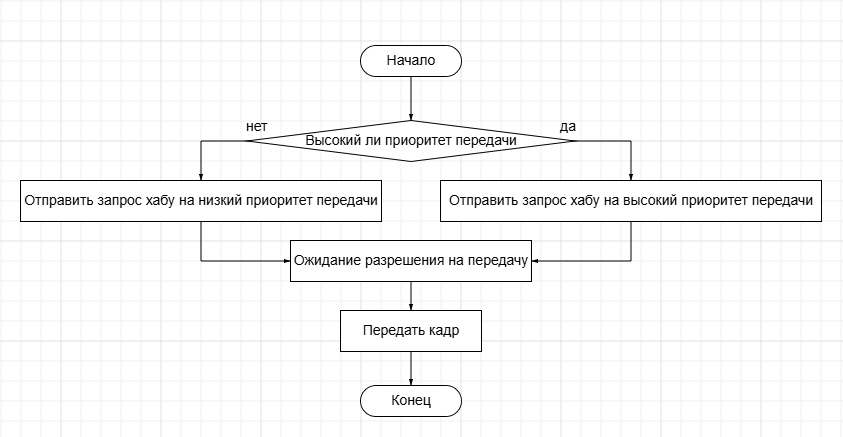 Начало
нет
да
Высокий ли приоритет передачи
Отправить запрос хабу на низкий приоритет передачи
Отправить запрос хабу на высокий приоритет передачи
Ожидание разрешения на передачу
Передать кадр
Конец